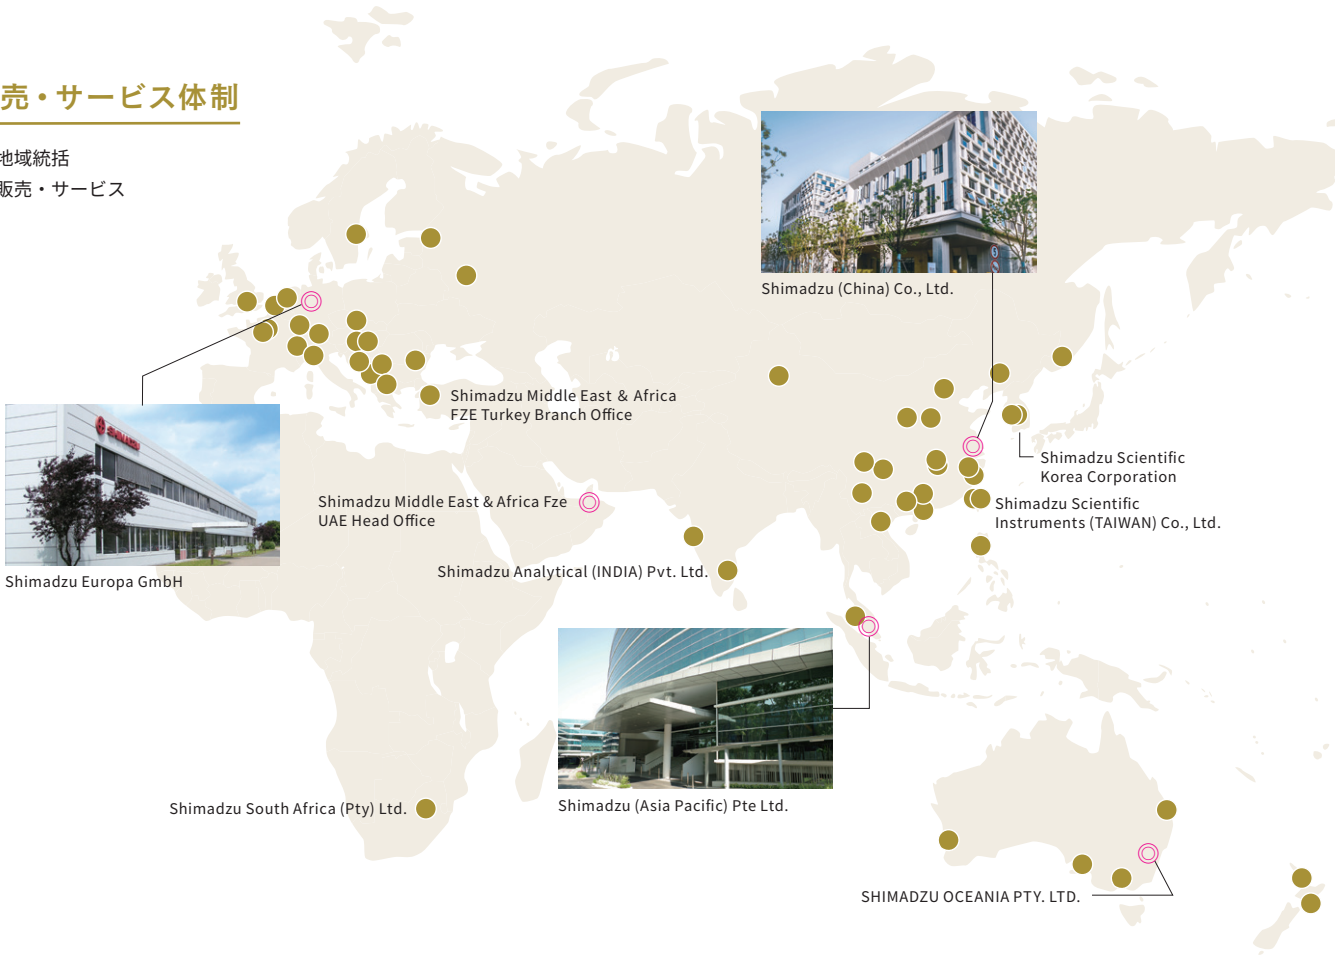 売・サービス体制
地域統括
販売・サービス
Shimadzu (China) Co., Ltd.
Shimadzu Middle East & Africa
FZE Turkey Branch Office
SHIMADZU
Shimadzu Europa GmbH
Shimadzu Middle East & Africa Fze
UAE Head Office
Shimadzu Scientific
Korea Corporation
Shimadzu Scientific
Instruments (TAIWAN) Co., Ltd.
Shimadzu Analytical (INDIA) Pvt. Ltd.
Shimadzu (Asia Pacific) Pte Ltd.
Shimadzu South Africa (Pty) Ltd.
SHIMADZU OCEANIA PTY. LTD.